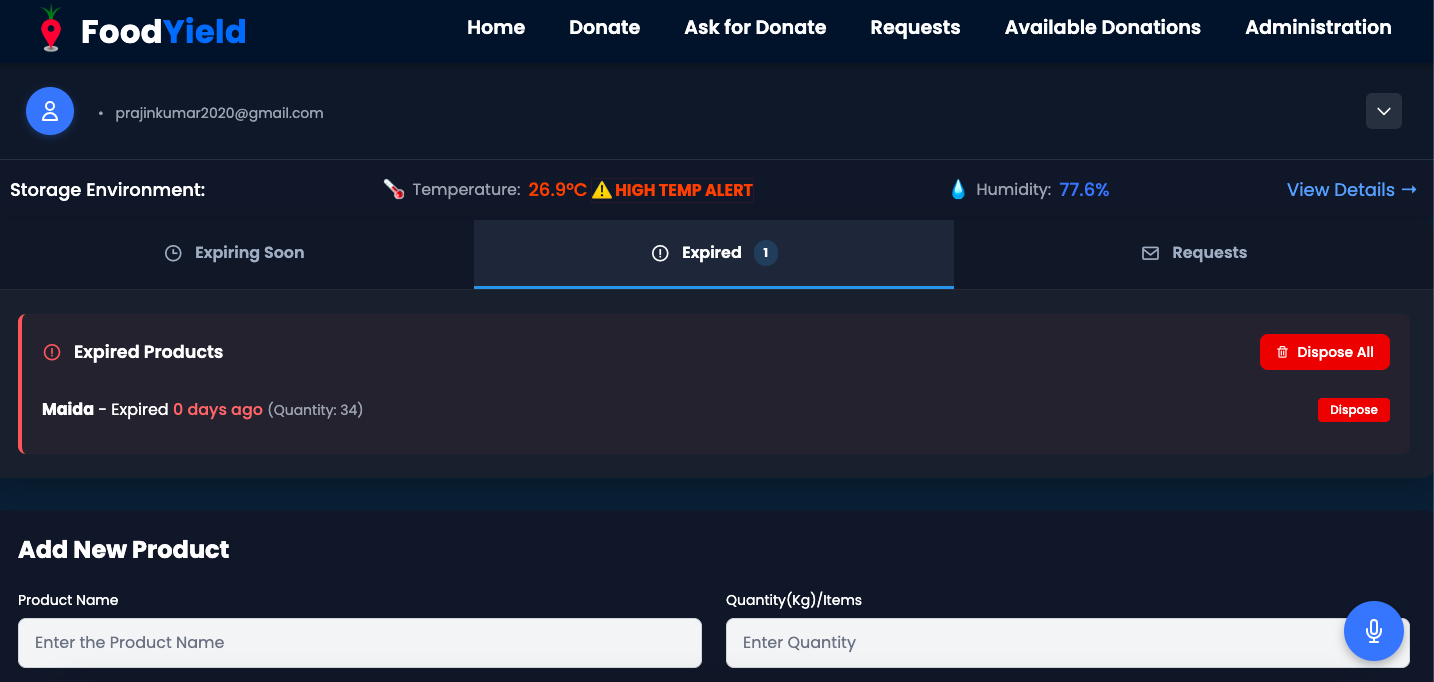 FoodYield
Home Donate Ask for Donate Requests Available Donations Administration
• prajinkumar2020@gmail.com
Storage Environment: Temperature: 26.9°C HIGH TEMP ALERT Humidity: 77.6% View Details →
Expiring Soon Expired 1 Requests
Expired Products Dispose All
Maida - Expired 0 days ago (Quantity: 34) Dispose
Add New Product
Product Name Quantity(Kg)/Items
Enter the Product Name Enter Quantity